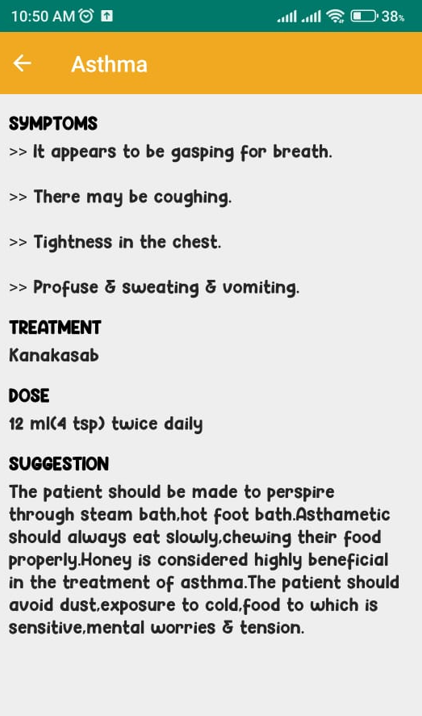 10:50 AM 38%
Asthma
SYMPTOMS
>> It appears to be gasping for breath.
>> There may be coughing.
>> Tightness in the chest.
>> Profuse & sweating & vomiting.
TREATMENT
Kanakasab
DOSE
12 ml(4 tsp) twice daily
SUGGESTION
The patient should be made to perspire
through steam bath,hot foot bath.Asthametic
should always eat slowly,chewing their food
properly.Honey is considered highly beneficial
in the treatment of asthma.The patient should
avoid dust,exposure to cold,food to which is
sensitive,mental worries & tension.